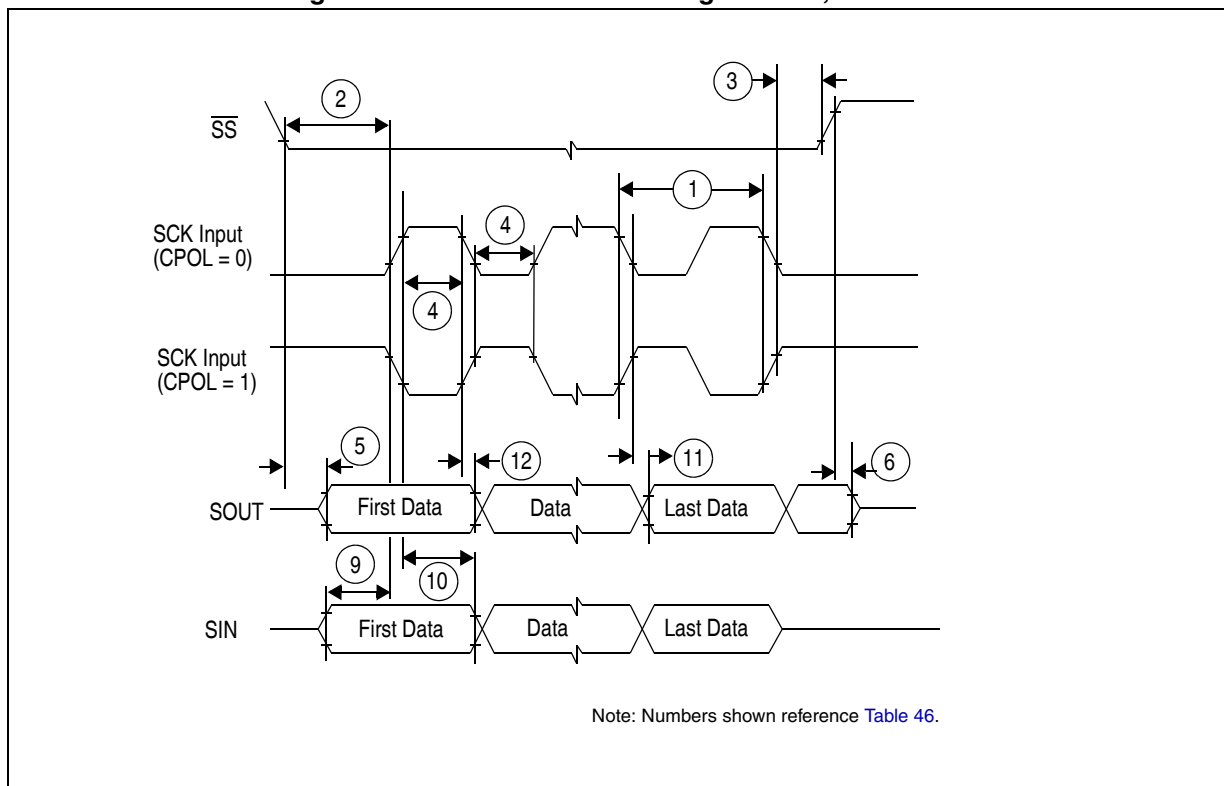 3
2
SS
1
4
SCK Input
(CPOL = 0)
4
SCK Input
(CPOL = 1)
5
12
11
6
SOUT
First Data
Data
Last Data
9
10
SIN
First Data
Data
Last Data
Note: Numbers shown reference Table 46.